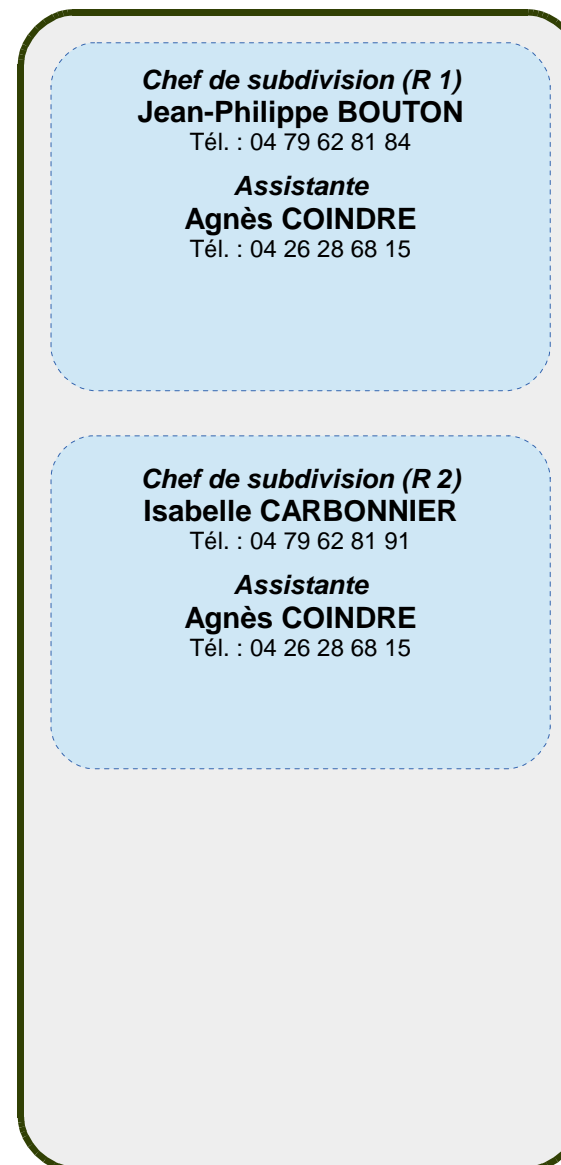 Chef de subdivision (R 1)
Jean-Philippe BOUTON
Tél. : 04 79 62 81 84
Assistante
Agnès COINDRE
Tél. : 04 26 28 68 15
Chef de subdivision (R 2)
Isabelle CARBONNIER
Tél. : 04 79 62 81 91
Assistante
Agnès COINDRE
Tél. : 04 26 28 68 15